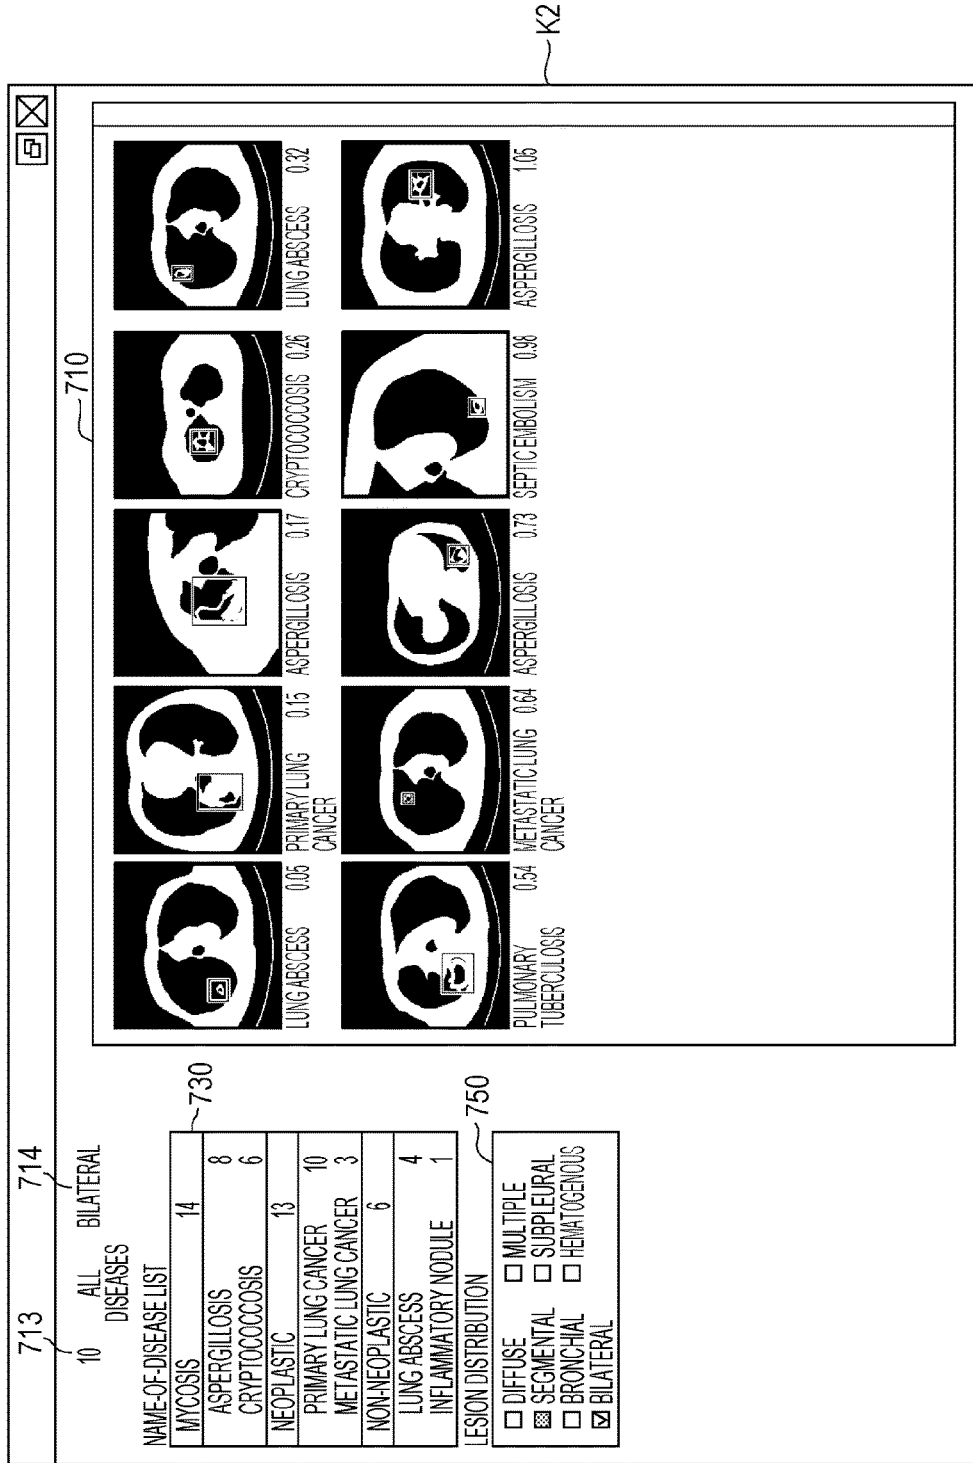 K2
713
10
ALL
DISEASES
714
BILATERAL
NAME-OF-DISEASE LIST
730
MYCOSIS 14
ASPERGILLOSIS 8
CRYPTOCOCCOSIS 6
NEOPLASTIC 13
PRIMARY LUNG CANCER 10
METASTATIC LUNG CANCER 3
NON-NEOPLASTIC 6
LUNG ABSCESS 4
INFLAMMATORY NODULE 1
LESION DISTRIBUTION
750
DIFFUSE MULTIPLE
SEGMENTAL SUBPLEURAL
BRONCHIAL HEMATOGENOUS
BILATERAL
710
LUNG ABSCESS 0.05
PRIMARY LUNG 0.15
CANCER
ASPERGILLOSIS 0.17
CRYPTOCOCCOSIS 0.26
LUNG ABSCESS 0.32
PULMONARY 0.54
TUBERCULOSIS
METASTATIC LUNG 0.64
CANCER
ASPERGILLOSIS 0.73
SEPTIC EMBOLISM 0.98
ASPERGILLOSIS 1.05